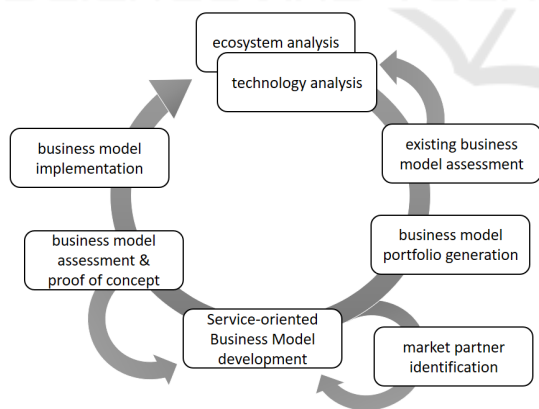 ecosystem analysis
technology analysis
business model
implementation
existing business
model assessment
business model
assessment &
proof of concept
business model
portfolio generation
Service-oriented
Business Model
development
market partner
identification